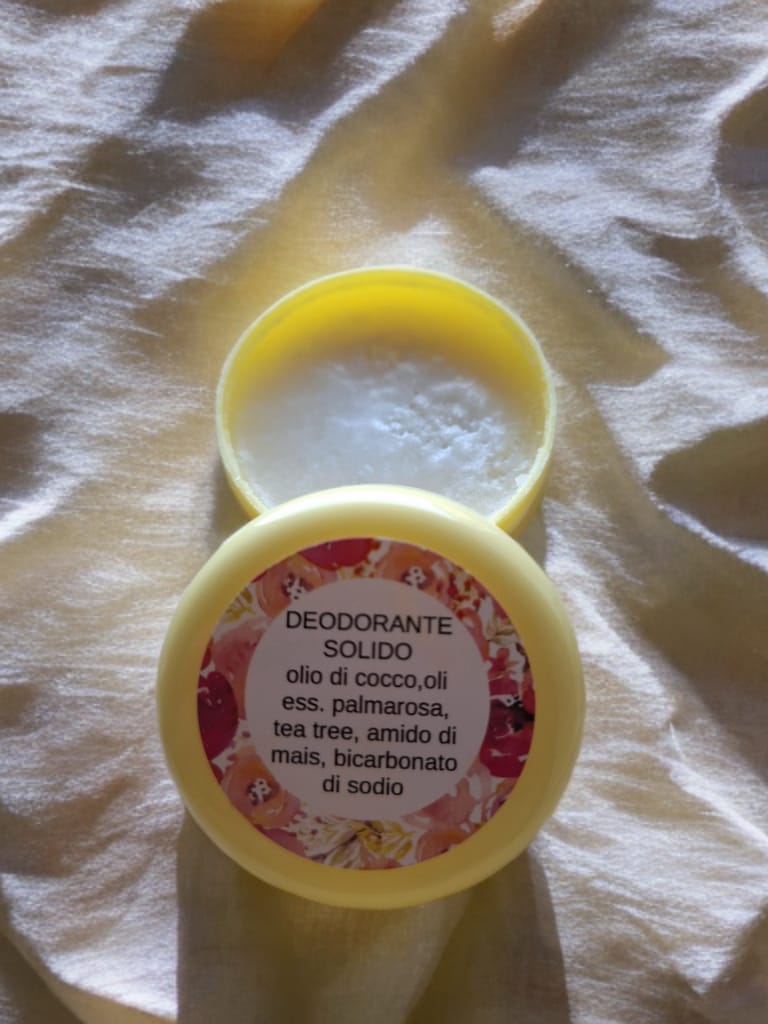 DEODORANTE
SOLIDO
olio di cocco,oli
ess. palmarosa,
tea tree, amido di
mais, bicarbonato
di sodio